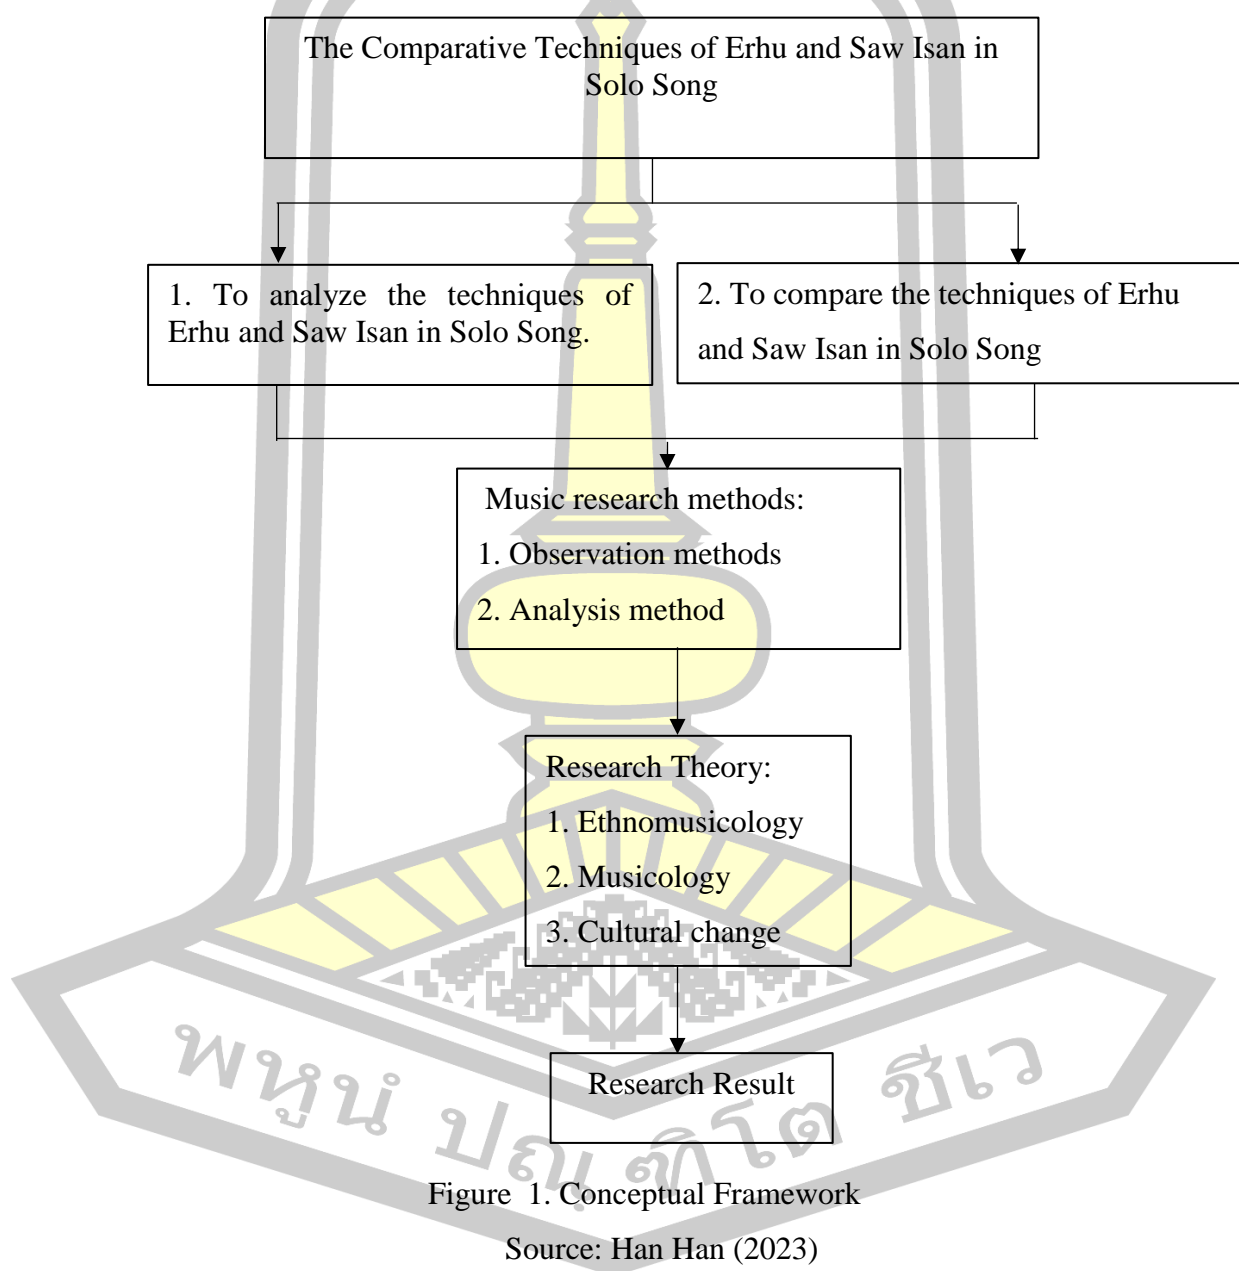 The Comparative Techniques of Erhu and Saw Isan in
Solo Song
1. To analyze the techniques of
Erhu and Saw Isan in Solo Song.
2. To compare the techniques of Erhu
and Saw Isan in Solo Song
Music research methods:
1. Observation methods
2. Analysis method
Research Theory:
1. Ethnomusicology
2. Musicology
3. Cultural change
Research Result
พหูนํ ปณฺฑิโต ชีเว
Figure 1. Conceptual Framework
Source: Han Han (2023)